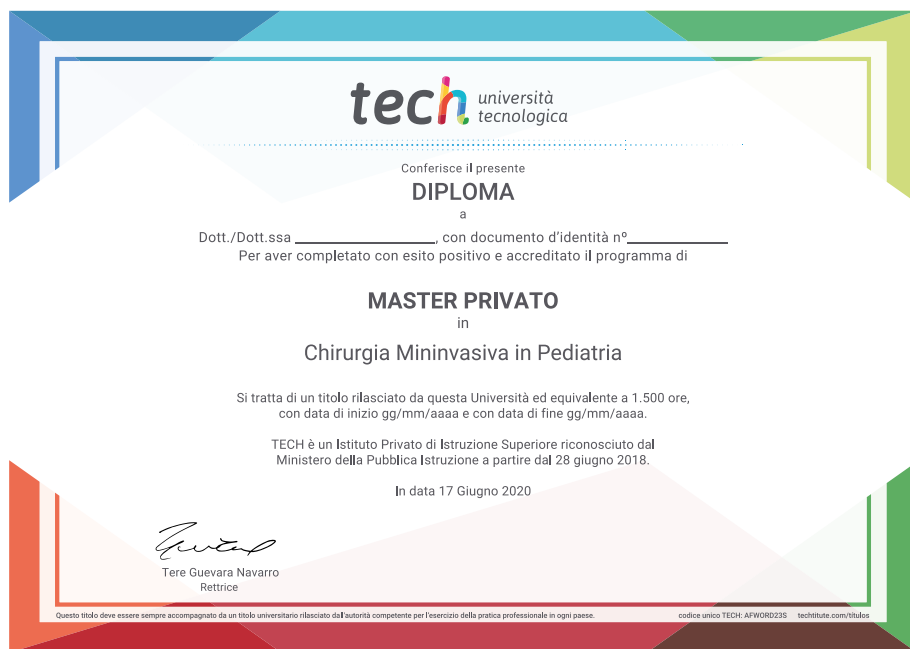 tech università
tecnologica
Conferisce il presente
DIPLOMA
a
Dott./Dott.ssa ____________________, con documento d'identità nº______________
Per aver completato con esito positivo e accreditato il programma di
MASTER PRIVATO
in
Chirurgia Mininvasiva in Pediatria
Si tratta di un titolo rilasciato da questa Università ed equivalente a 1.500 ore,
con data di inizio gg/mm/aaaa e con data di fine gg/mm/aaaa.
TECH è un Istituto Privato di Istruzione Superiore riconosciuto dal
Ministero della Pubblica Istruzione a partire dal 28 giugno 2018.
In data 17 Giugno 2020
Tere Guevara Navarro
Rettrice
Questo titolo deve essere sempre accompagnato da un titolo universitario rilasciato dall'autorità competente per l'esercizio della pratica professionale in ogni paese. codice unico TECH: AFWORD23S techtitute.com/titulos